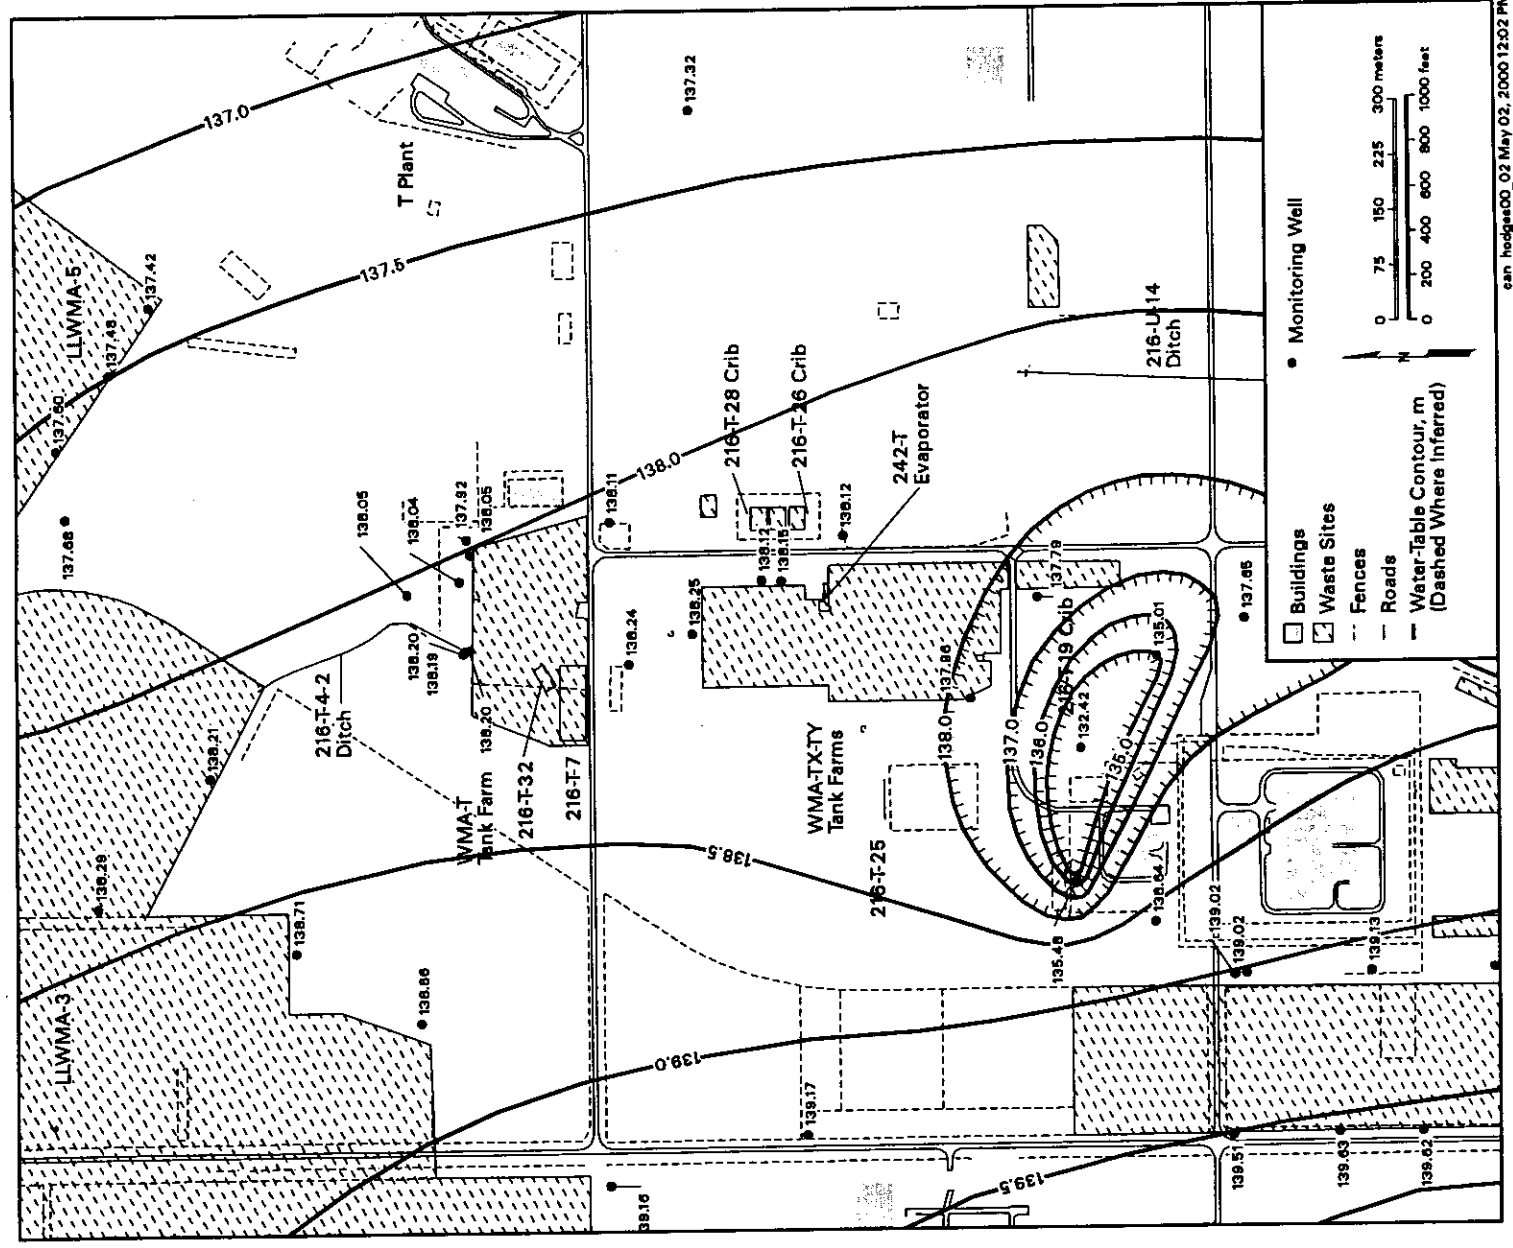 LLWMA-5
137.42
137.48
137.60
137.68
137.0
137.5
T Plant
137.32
138.05
138.04
137.92
138.05
138.11
138.0
216-T-28 Crib
216-T-26 Crib
242-T
Evaporator
138.12
138.12
138.15
216-U-14
Ditch
138.20
138.19
138.20
138.24
138.25
216-T-4-2
Ditch
138.21
WMA-T
Tank Farm
216-T-32
216-T-7
WMA-TX-TY
Tank Farms
137.96
137.79
137.85
216-T-19 Crib
135.01
132.42
138.0
137.0
136.0
135.0
216-T-25
138.5
138.29
138.71
138.86
LLWMA-3
135.48
138.64
139.02
139.02
139.13
139.0
139.17
39.16
139.5
139.51
139.63
139.62
Monitoring Well
Buildings
Waste Sites
Fences
Roads
Water-Table Contour, m
(Dashed Where Inferred)
N
0 75 150 225 300 meters
0 200 400 600 800 1000 feet
can_hodges00_02 May 02, 2000 12:02 PM